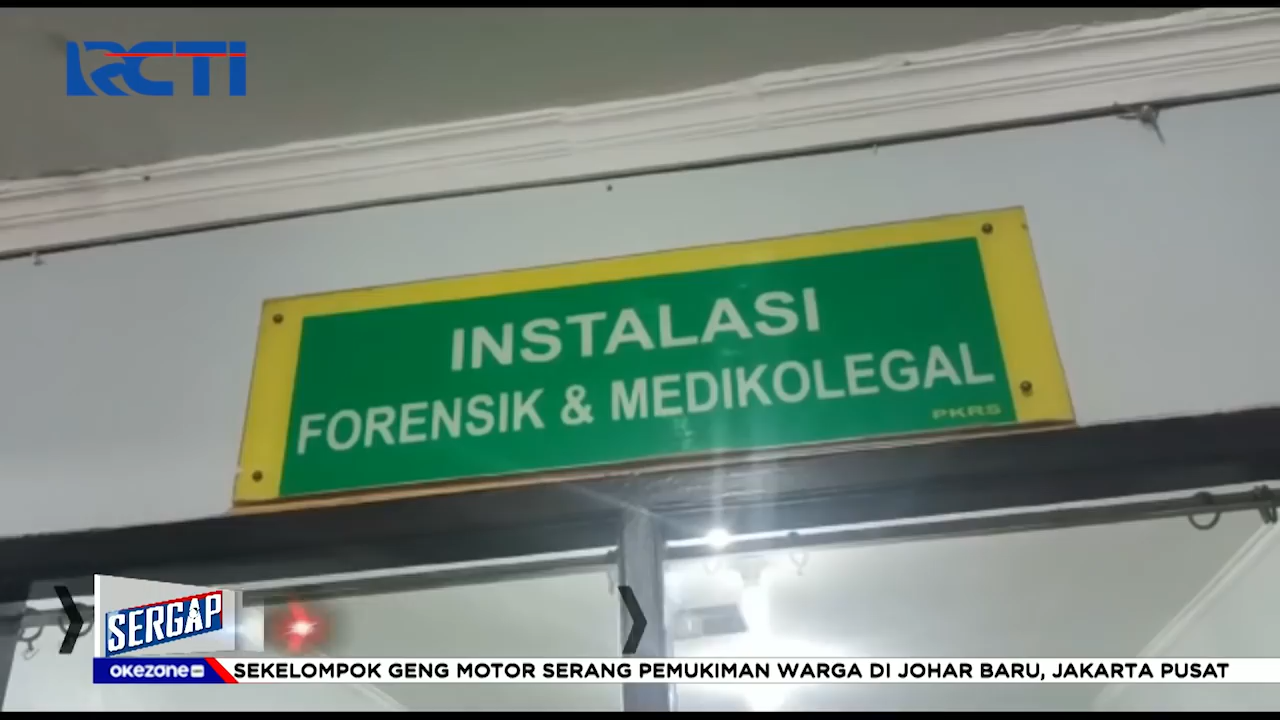 RCTI
INSTALASI
FORENSIK & MEDIKOLEGAL
PKRS
SERGAP
okezone
SEKELOMPOK GENG MOTOR SERANG PEMUKIMAN WARGA DI JOHAR BARU, JAKARTA PUSAT